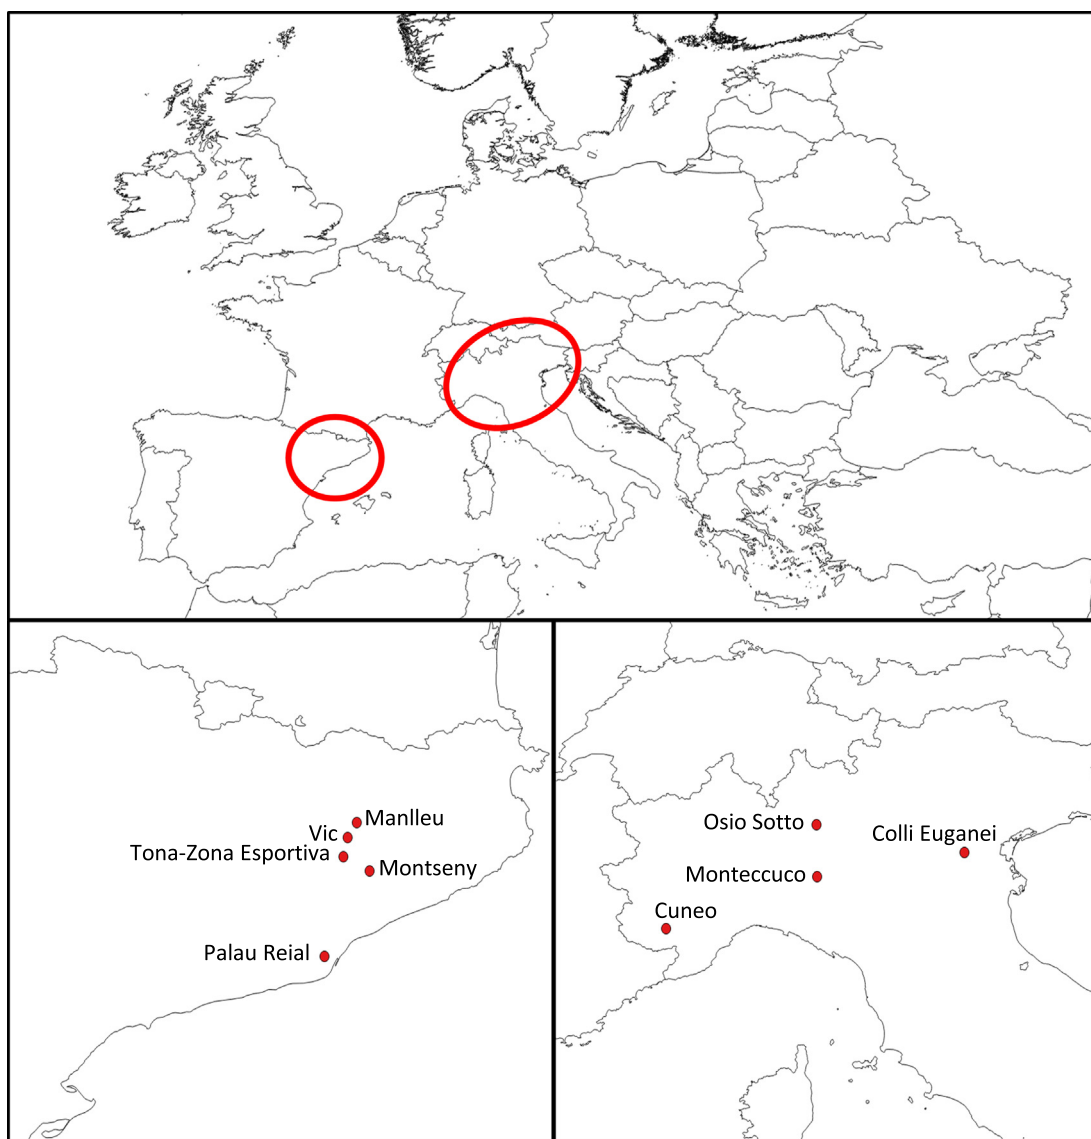 Manlleu
Vic
Tona-Zona Esportiva
Montseny
Palau Reial
Osio Sotto
Colli Euganei
Monteccuco
Cuneo